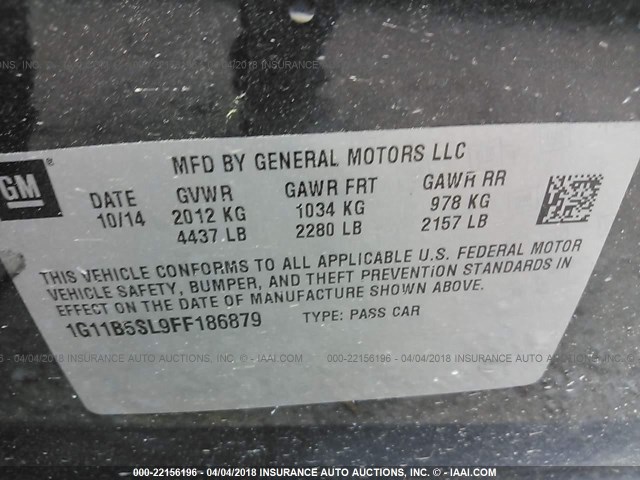 GM ®
MFD BY GENERAL MOTORS LLC
DATE GVWR GAWR FRT GAWR RR
10/14 2012 KG 1034 KG 978 KG
4437 LB 2280 LB 2157 LB
THIS VEHICLE CONFORMS TO ALL APPLICABLE U.S. FEDERAL MOTOR
VEHICLE SAFETY, BUMPER, AND THEFT PREVENTION STANDARDS IN
EFFECT ON THE DATE OF MANUFACTURE SHOWN ABOVE.
1G11B5SL9FF186879 TYPE: PASS CAR
000-22156196 - 04/04/2018 INSURANCE AUTO AUCTIONS. - © - IAAI.COM